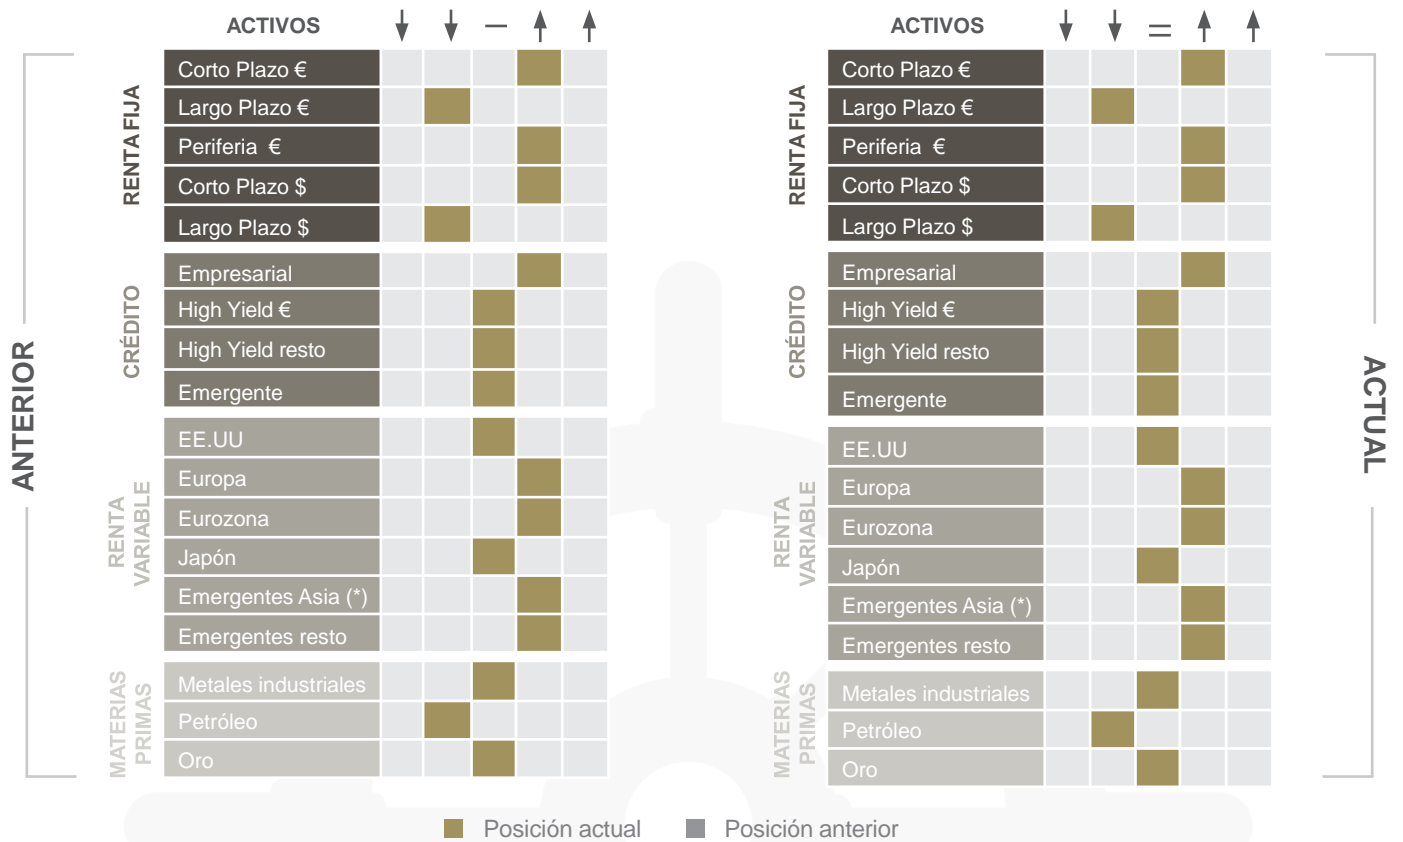 ANTERIOR
ACTIVOS
RENTA FIJA
Corto Plazo €
Largo Plazo €
Periferia €
Corto Plazo $
Largo Plazo $
CRÉDITO
Empresarial
High Yield €
High Yield resto
Emergente
RENTA
VARIABLE
EE.UU
Europa
Eurozona
Japón
Emergentes Asia (*)
Emergentes resto
MATERIAS
PRIMAS
Metales industriales
Petróleo
Oro
ACTIVOS
RENTA FIJA
Corto Plazo €
Largo Plazo €
Periferia €
Corto Plazo $
Largo Plazo $
CRÉDITO
Empresarial
High Yield €
High Yield resto
Emergente
RENTA
VARIABLE
EE.UU
Europa
Eurozona
Japón
Emergentes Asia (*)
Emergentes resto
MATERIAS
PRIMAS
Metales industriales
Petróleo
Oro
ACTUAL
Posición actual
Posición anterior